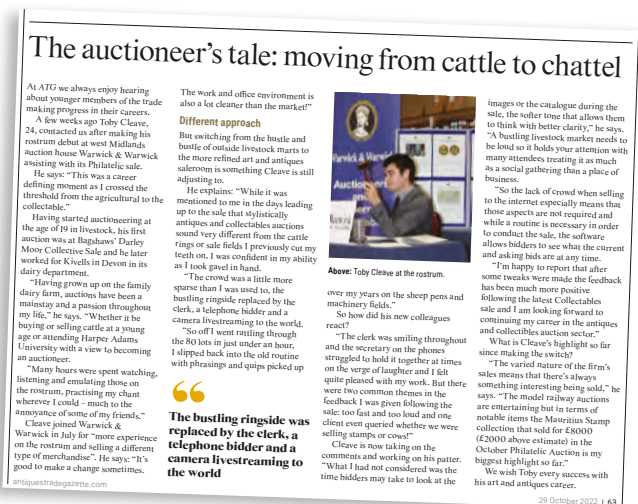 The auctioneer's tale: moving from cattle to chattel
At ATG we always enjoy hearing
about younger members of the trade
making progress in their careers.
A few weeks ago Toby Cleave,
24, contacted us after making his
rostrum debut at west Midlands
auction house Warwick & Warwick
assisting with its Philatelic sale.
He says: “This was a career
defining moment as I crossed the
threshold from the agricultural to the
collectable.”
Having started auctioneering at
the age of 19 in livestock, his first
auction was at Bagshaws' Darley
Moor Collective Sale and he later
worked for Kivells in Devon in its
dairy department.
“Having grown up on the family
dairy farm, auctions have been a
mainstay and a passion throughout
my life,” he says. “Whether it be
buying or selling cattle at a young
age or attending Harper Adams
University with a view to becoming
an auctioneer.
“Many hours were spent watching,
listening and emulating those on
the rostrum, practising my chant
wherever I could – much to the
annoyance of some of my friends.”
Cleave joined Warwick &
Warwick in July for “more experience
on the rostrum and selling a different
type of merchandise”. He says: “It's
good to make a change sometimes.
The work and office environment is
also a lot cleaner than the market!”
Different approach
But switching from the hustle and
bustle of outside livestock marts to
the more refined art and antiques
saleroom is something Cleave is still
adjusting to.
He explains: “While it was
mentioned to me in the days leading
up to the sale that stylistically
antiques and collectables auctions
sound very different from the cattle
rings or sale fields I previously cut my
teeth on, I was confident in my ability
as I took gavel in hand.
“The crowd was a little more
sparse than I was used to, the
bustling ringside replaced by the
clerk, a telephone bidder and a
camera livestreaming to the world.
“So off I went rattling through
the 80 lots in just under an hour,
I slipped back into the old routine
with phrasings and quips picked up
“
The bustling ringside was
replaced by the clerk, a
telephone bidder and a
camera livestreaming to
the world
Warwick & Warwick
Auctioneers
Above: Toby Cleave at the rostrum.
over my years on the sheep pens and
machinery fields.”
So how did his new colleagues
react?
“The clerk was smiling throughout
and the secretary on the phones
struggled to hold it together at times
on the verge of laughter and I felt
quite pleased with my work. But there
were two common themes in the
feedback I was given following the
sale: too fast and too loud and one
client even queried whether we were
selling stamps or cows!”
Cleave is now taking on the
comments and working on his patter.
“What I had not considered was the
time bidders may take to look at the
images or the catalogue during the
sale, the softer tone that allows them
to think with better clarity,” he says.
“A bustling livestock market needs to
be loud so it holds your attention with
many attendees treating it as much
as a social gathering than a place of
business.
“So the lack of crowd when selling
to the internet especially means that
those aspects are not required and
while a routine is necessary in order
to conduct the sale, the software
allows bidders to see what the current
and asking bids are at any time.
“I'm happy to report that after
some tweaks were made the feedback
has been much more positive
following the latest Collectables
sale and I am looking forward to
continuing my career in the antiques
and collectibles auction sector.”
What is Cleave's highlight so far
since making the switch?
“The varied nature of the firm's
sales means that there's always
something interesting being sold,” he
says. “The model railway auctions
are entertaining but in terms of
notable items the Mauritius Stamp
collection that sold for £8000
(£2000 above estimate) in the
October Philatelic Auction is my
biggest highlight so far.”
We wish Toby every success with
his art and antiques career.
antiquestradegazette.com
29 October 2022 | 63